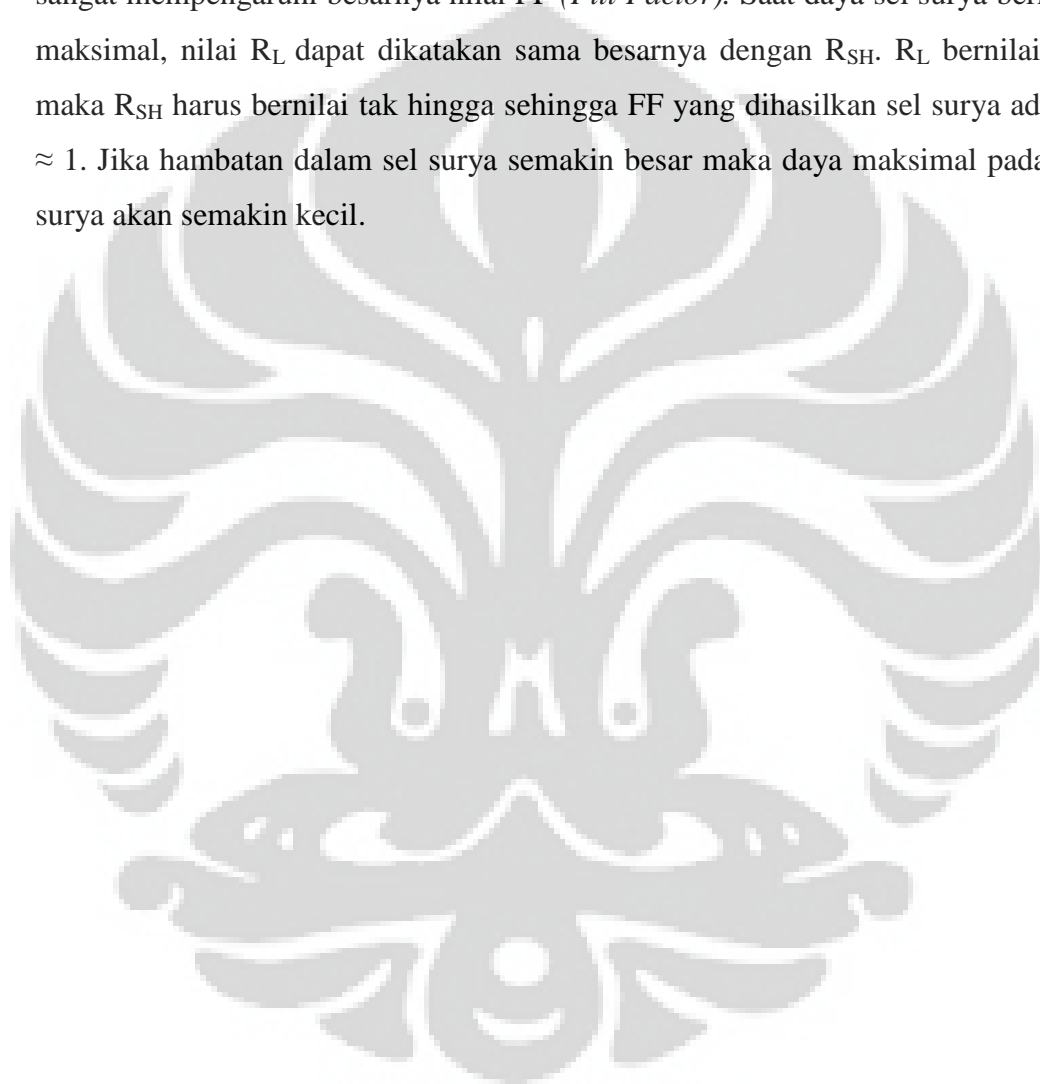 sangat mempengaruhi besarnya nilai FF (Fill Factor). Saat daya sel surya
maksimal, nilai RL dapat dikatakan sama besarnya dengan RSH. RL bernilai
maka RSH harus bernilai tak hingga sehingga FF yang dihasilkan sel surya ad
≈ 1. Jika hambatan dalam sel surya semakin besar maka daya maksimal pada
surya akan semakin kecil.